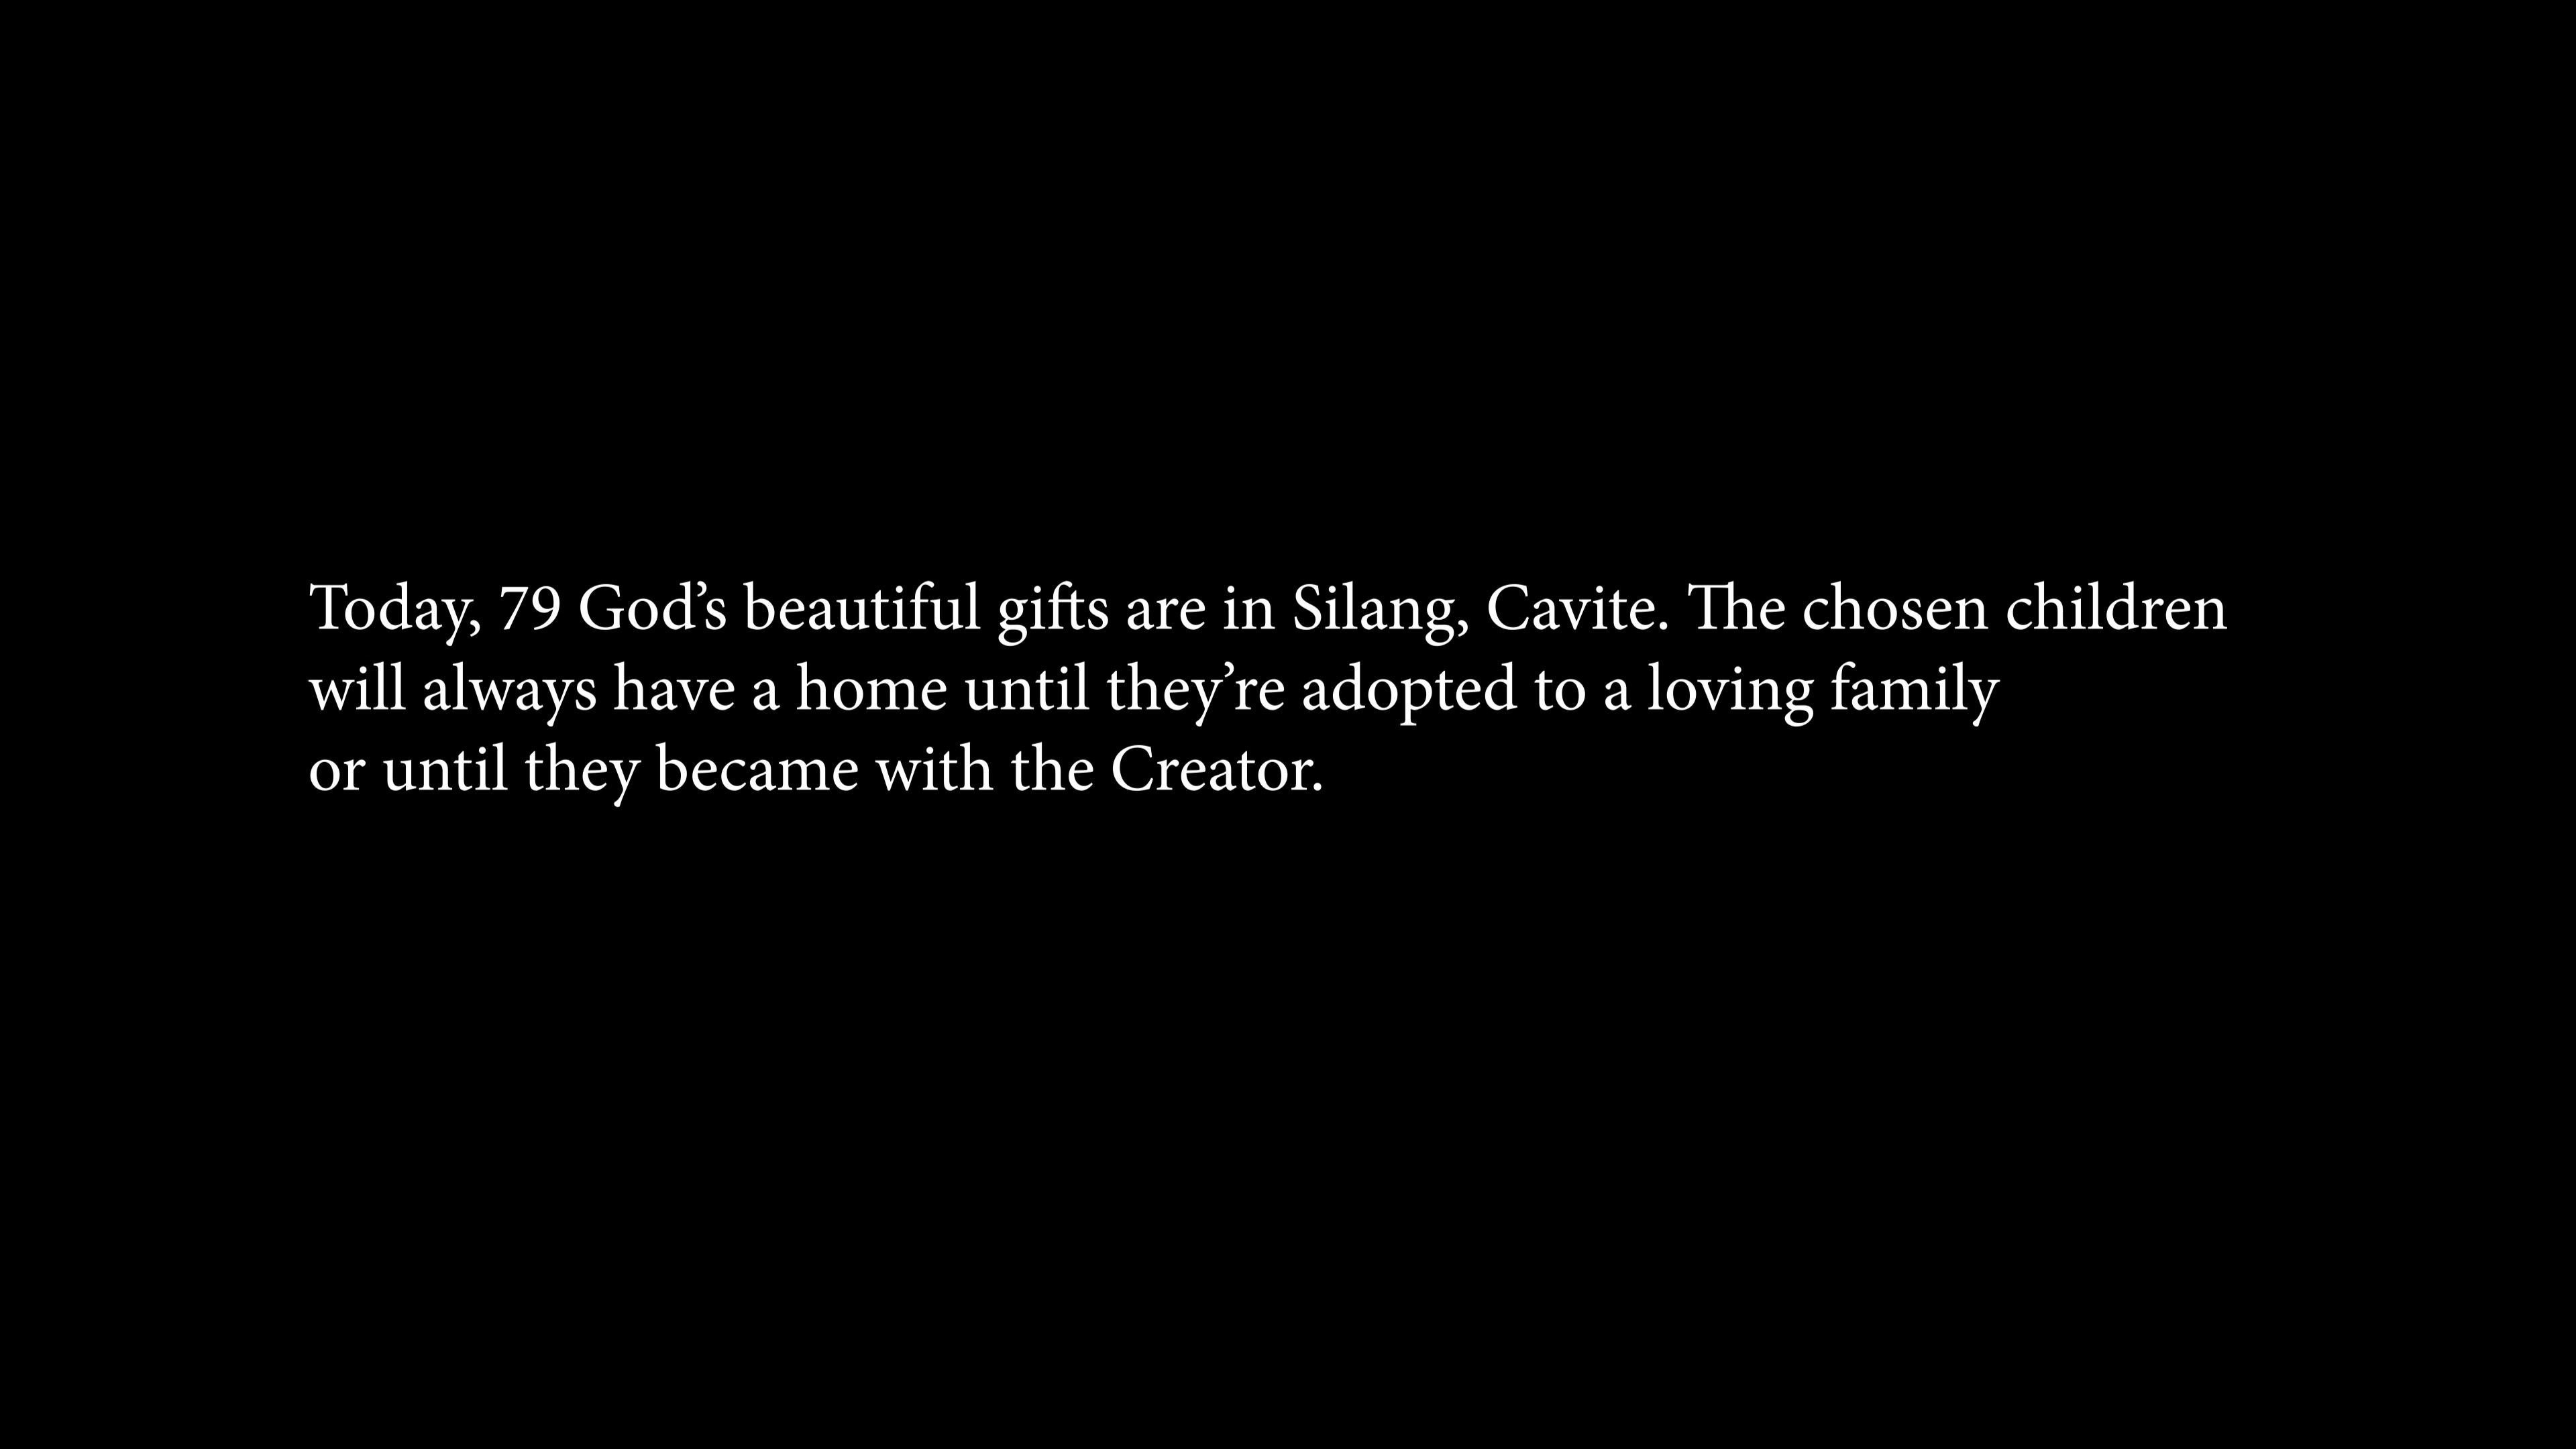 Today, 79 God’s beautiful gifts are in Silang, Cavite. The chosen children
will always have a home until they’re adopted to a loving family
or until they became with the Creator.